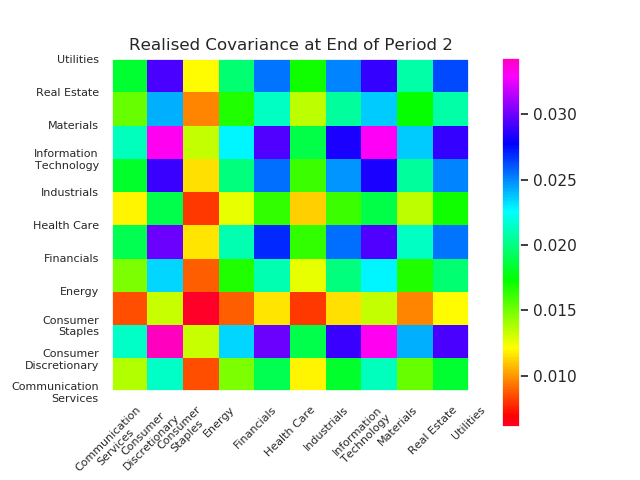 Realised Covariance at End of Period 2
Utilities
Real Estate
Materials
Information
Technology
Industrials
Health Care
Financials
Energy
Consumer
Staples
Consumer
Discretionary
Communication
Services
Communication
Services
Consumer
Discretionary
Consumer
Staples
Energy
Financials
Health Care
Industrials
Information
Technology
Materials
Real Estate
Utilities
0.030
0.025
0.020
0.015
0.010